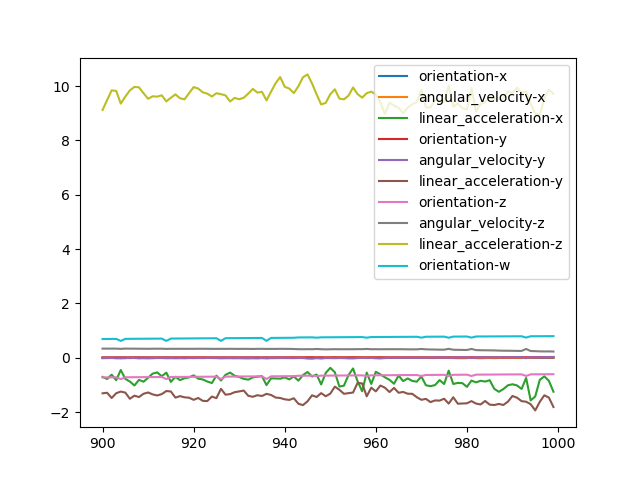 10
8
6
4
2
0
−2
900
920
940
960
980
1000
orientation-x
angular_velocity-x
linear_acceleration-x
orientation-y
angular_velocity-y
linear_acceleration-y
orientation-z
angular_velocity-z
linear_acceleration-z
orientation-w